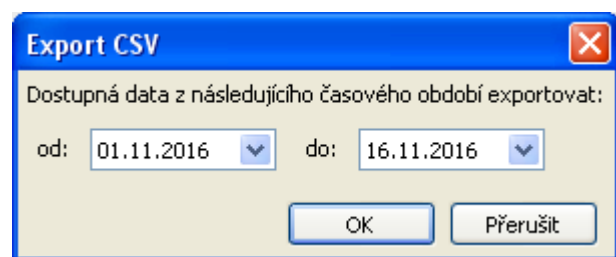 Export CSV
Dostupná data z následujícího časového období exportovat:
od: 01.11.2016 do: 16.11.2016
OK Přerušit